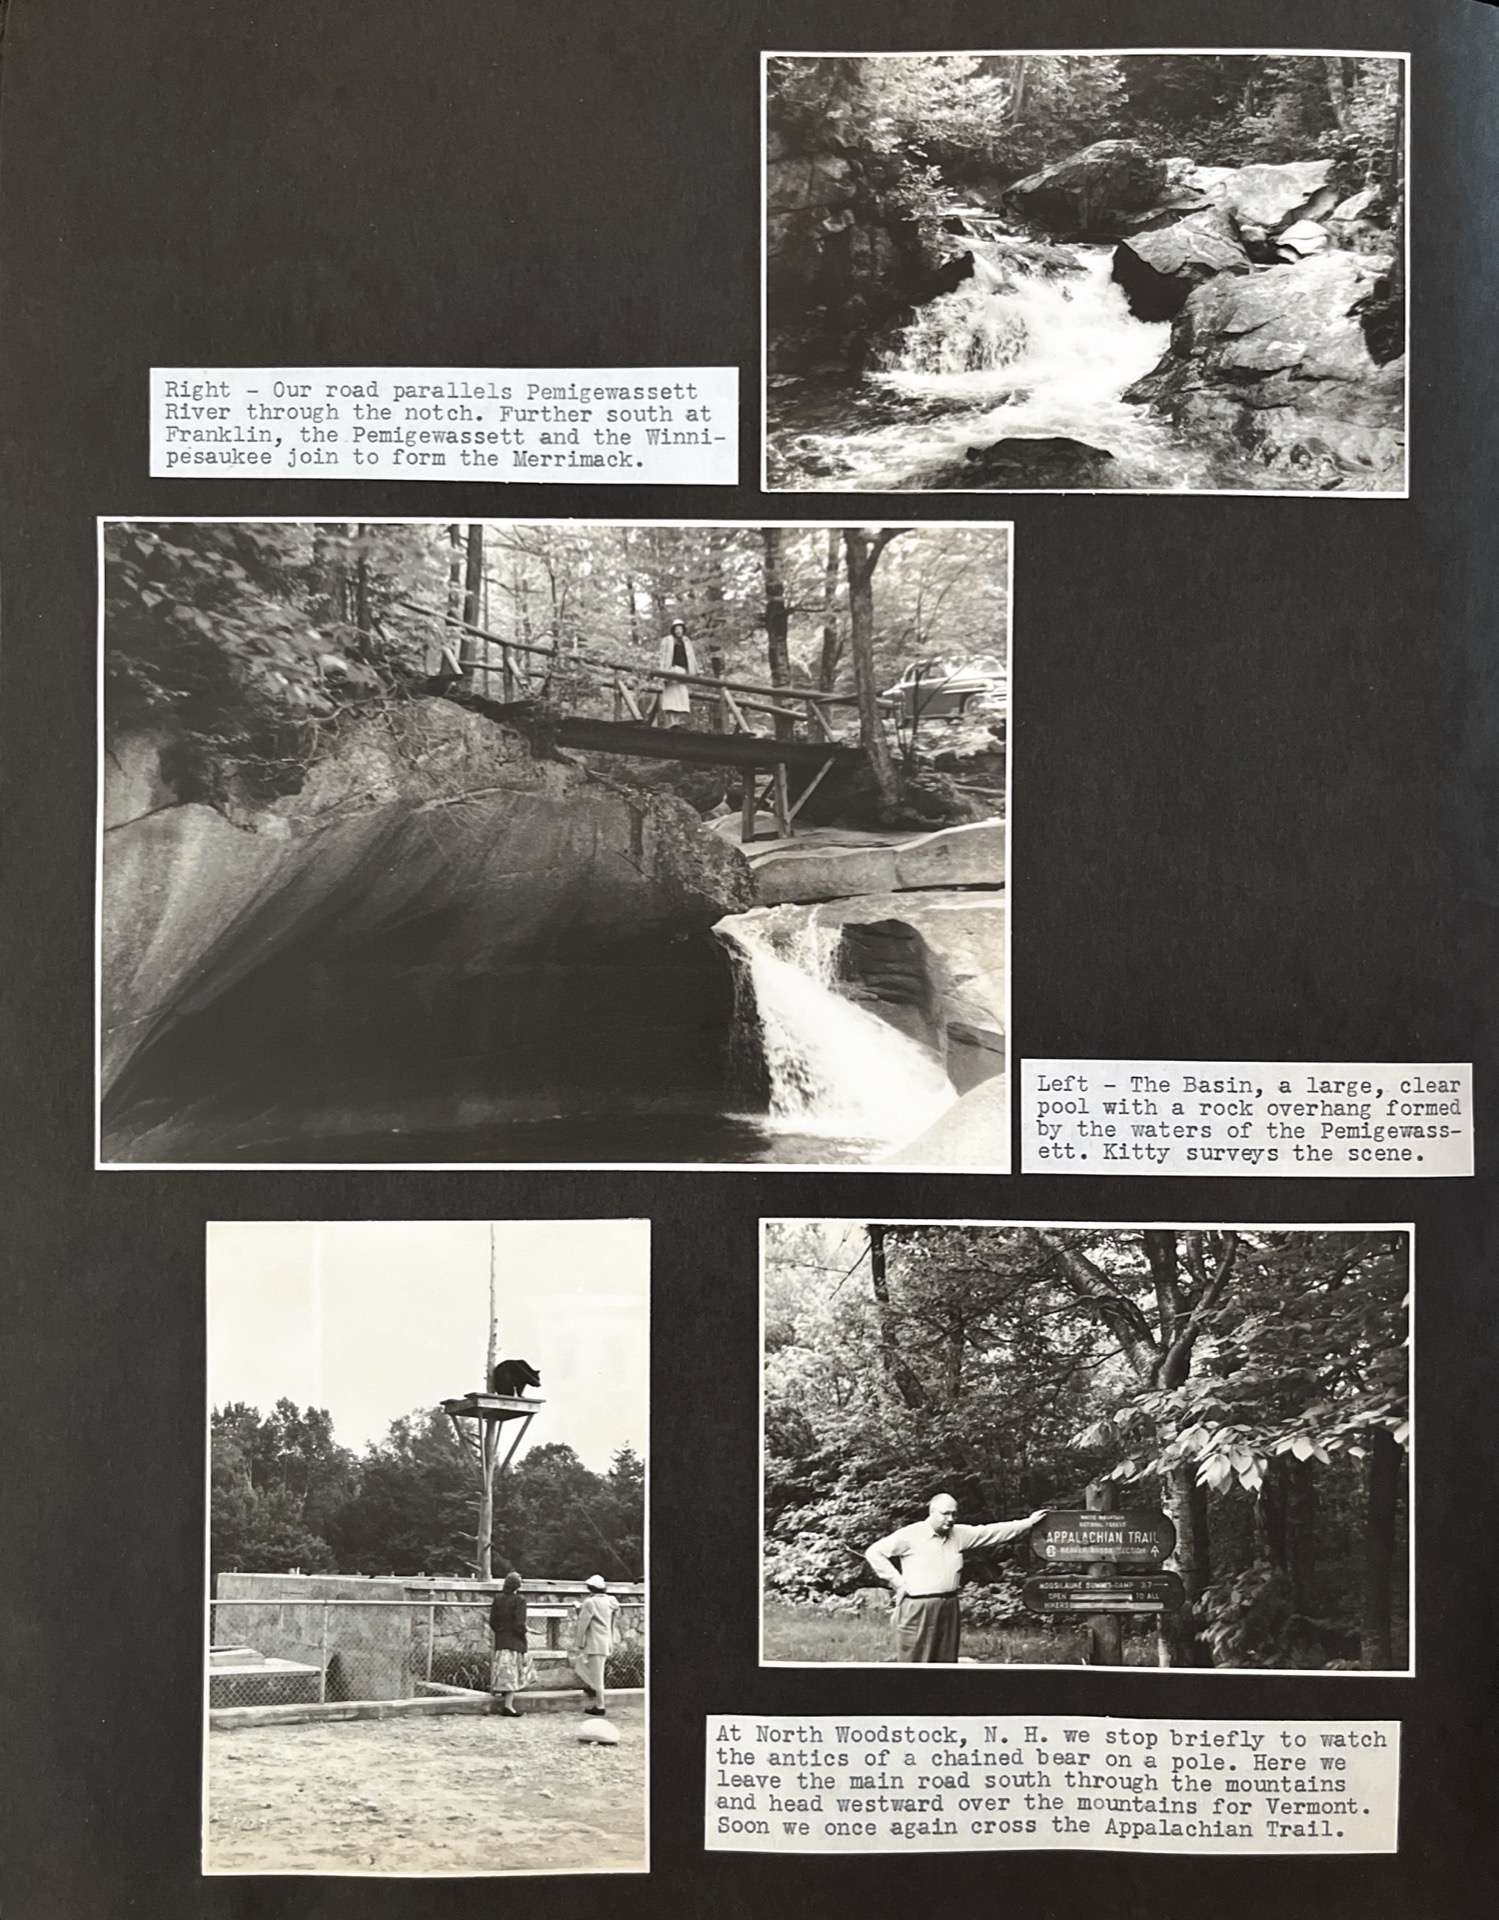 Right - Our road parallels Pemigewassett
River through the notch. Further south at
Franklin, the Pemigewassett and the Winni-
pesaukee join to form the Merrimack.
Left - The Basin, a large, clear
pool with a rock overhang formed
by the waters of the Pemigewass-
ett. Kitty surveys the scene.
WHITE MOUNTAIN
NATIONAL FOREST
APPALACHIAN TRAIL
BEAVER BROOK SECTION
MOOSILAUKE SUMMIT CAMP 3.7
OPEN TO ALL
HIKERS
At North Woodstock, N. H. we stop briefly to watch
the antics of a chained bear on a pole. Here we
leave the main road south through the mountains
and head westward over the mountains for Vermont.
Soon we once again cross the Appalachian Trail.